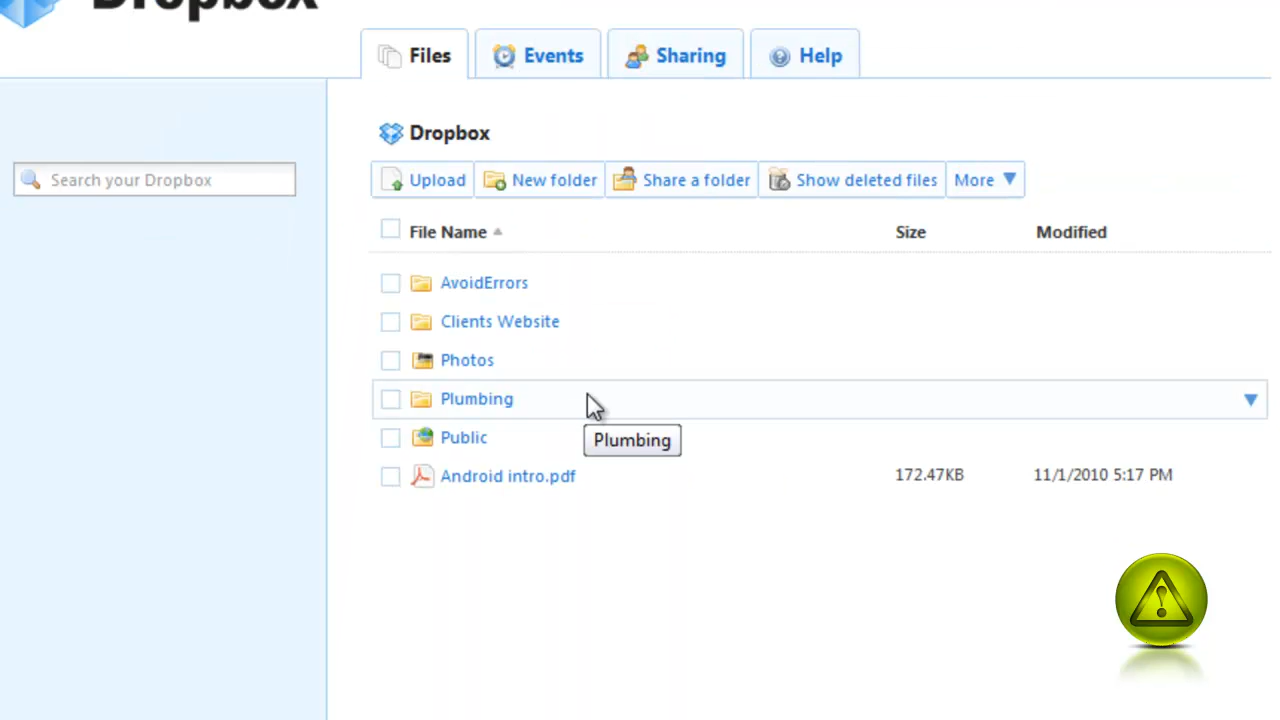 Dropbox
Files Events Sharing Help
Dropbox
Search your Dropbox
Upload New folder Share a folder Show deleted files More
File Name Size Modified
AvoidErrors
Clients Website
Photos
Plumbing
Public
Plumbing
Android intro.pdf 172.47KB 11/1/2010 5:17 PM